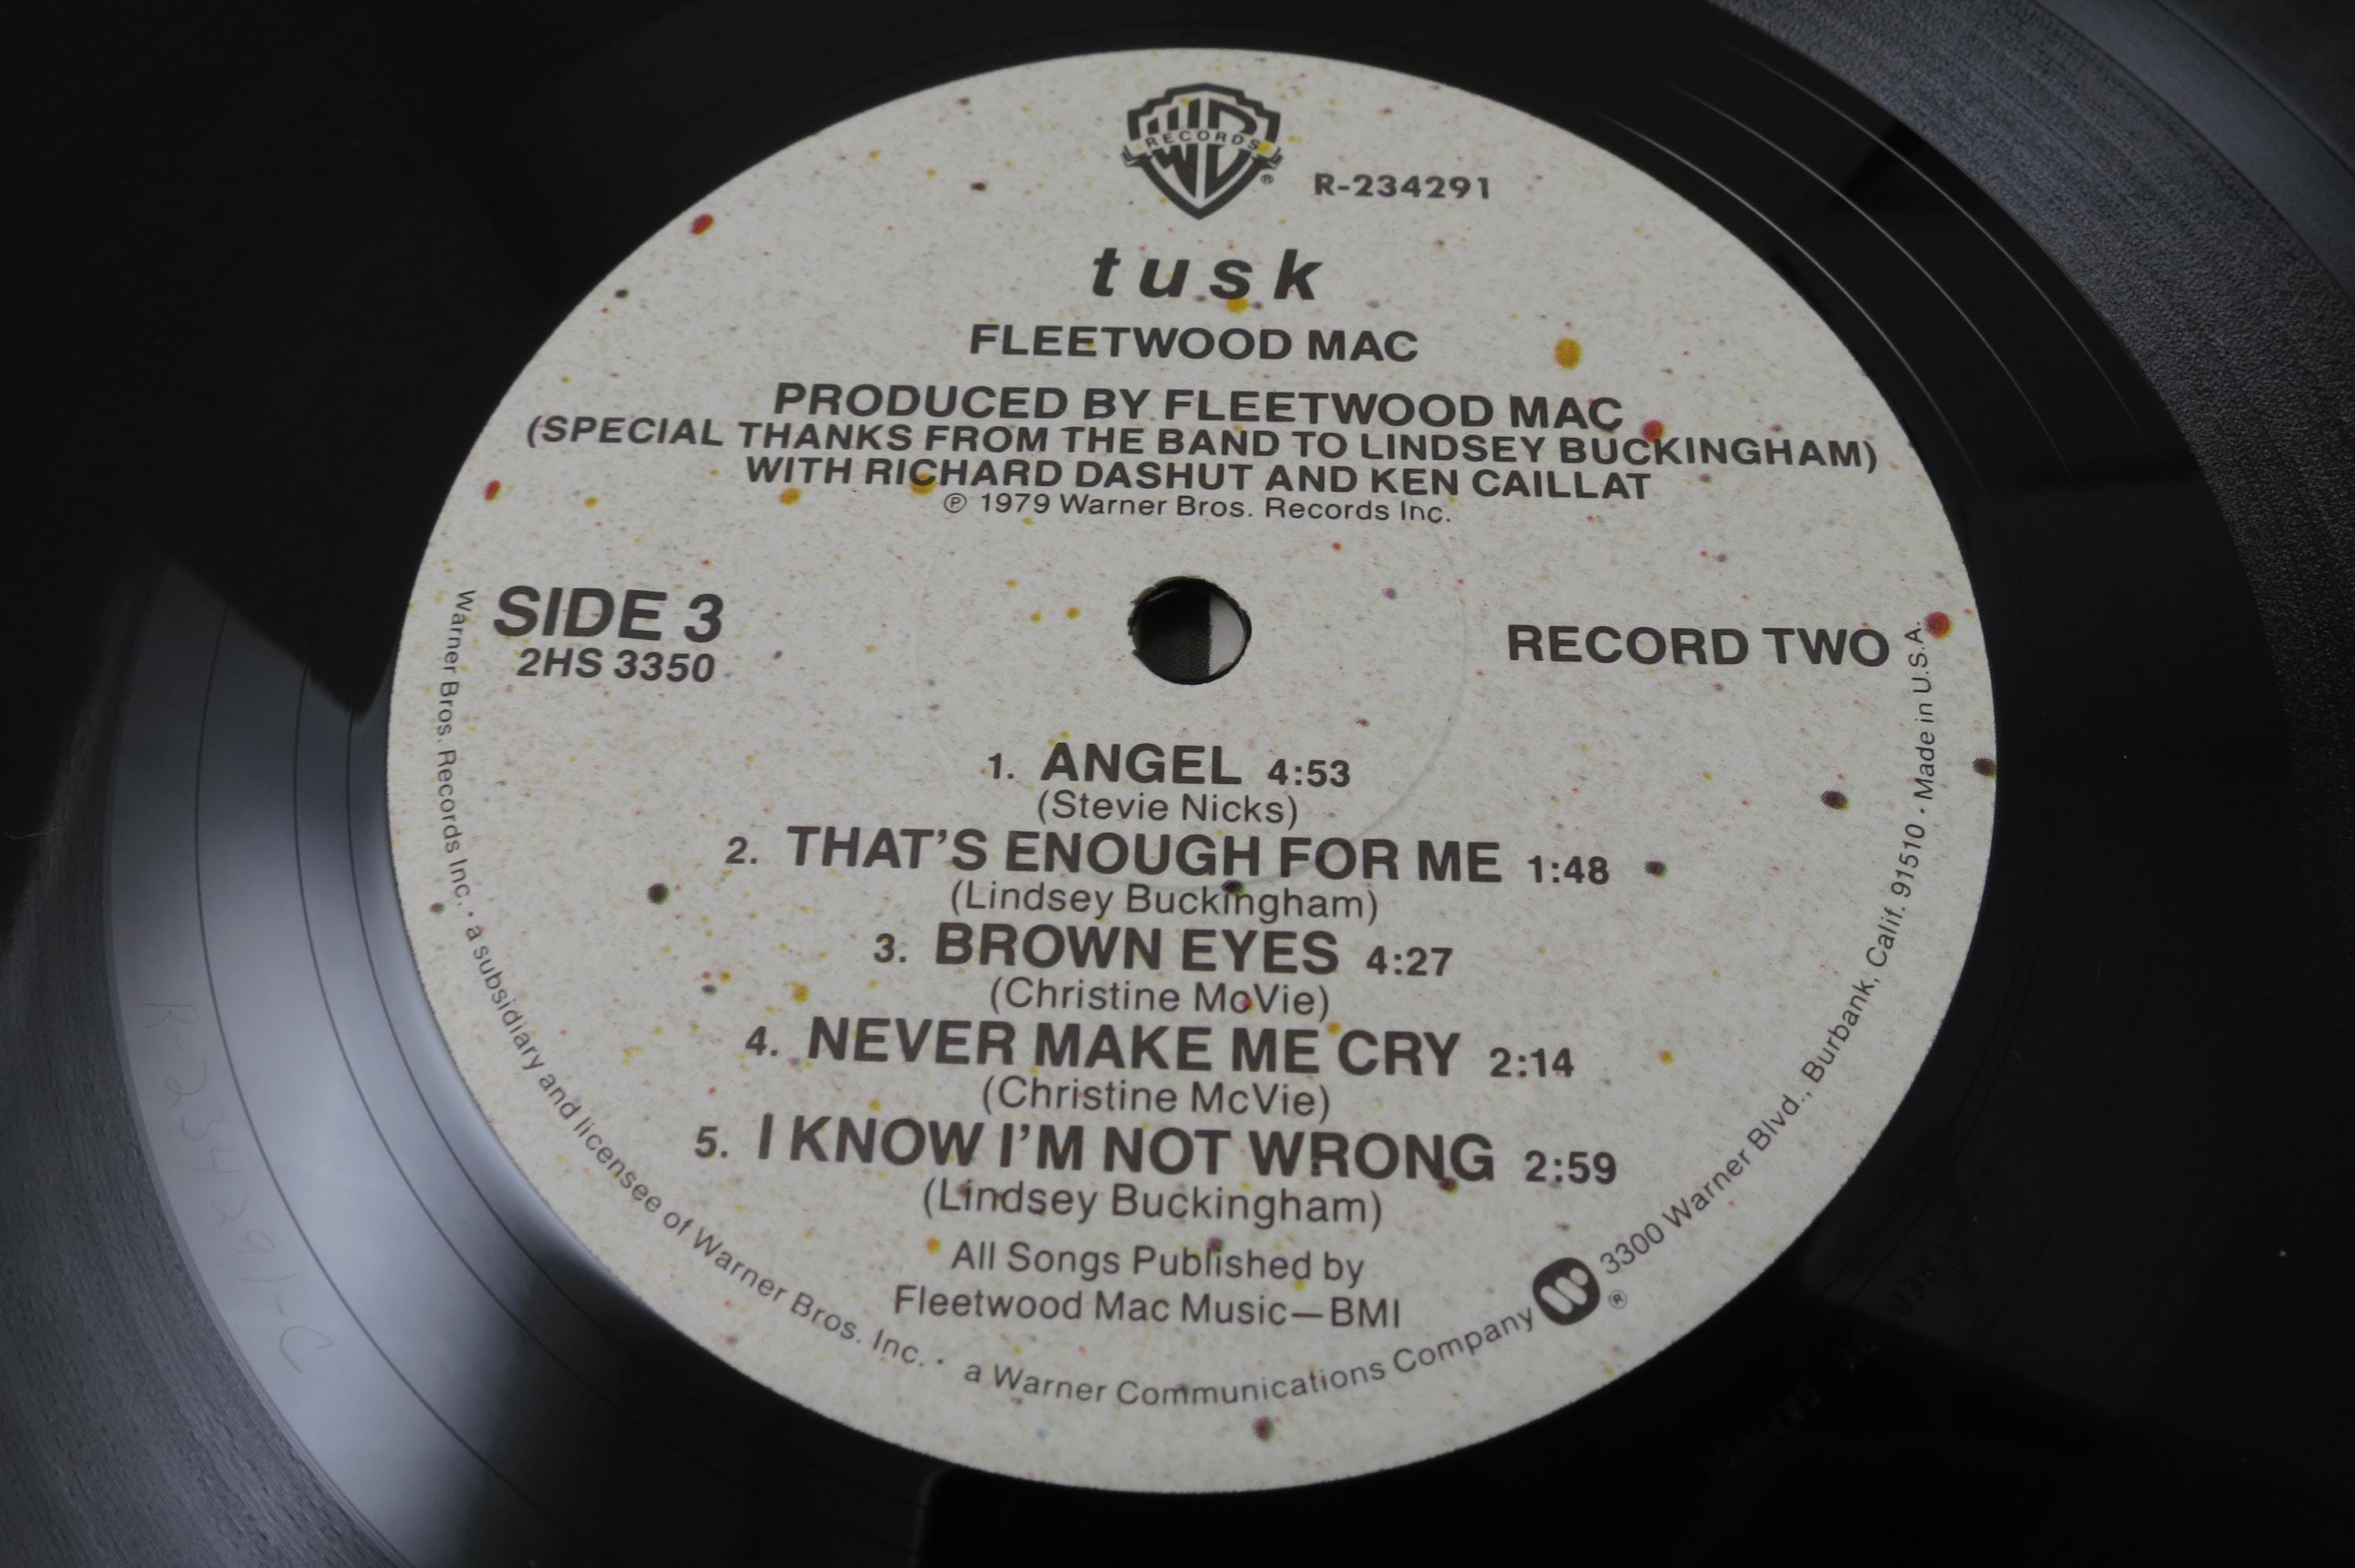 RECORDS
R-234291
tusk
FLEETWOOD MAC
PRODUCED BY FLEETWOOD MAC
(SPECIAL THANKS FROM THE BAND TO LINDSEY BUCKINGHAM)
WITH RICHARD DASHUT AND KEN CAILLAT
℗ 1979 Warner Bros. Records Inc.
SIDE 3
2HS 3350
RECORD TWO
1. ANGEL 4:53
(Stevie Nicks)
2. THAT'S ENOUGH FOR ME 1:48
(Lindsey Buckingham)
3. BROWN EYES 4:27
(Christine McVie)
4. NEVER MAKE ME CRY 2:14
(Christine McVie)
5. I KNOW I'M NOT WRONG 2:59
(Lindsey Buckingham)
All Songs Published by
Fleetwood Mac Music—BMI
Warner Bros. Records Inc. · a subsidiary and licensee of Warner Bros. Inc. · a Warner Communications Company ® 3300 Warner Blvd., Burbank, Calif. 91510 · Made in U.S.A.
R-234291-C